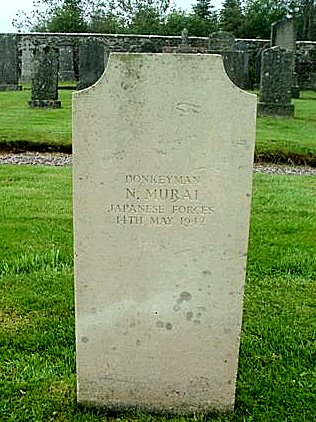 DONKEYMAN
N. MURAI
JAPANESE FORCES
14TH MAY 1942